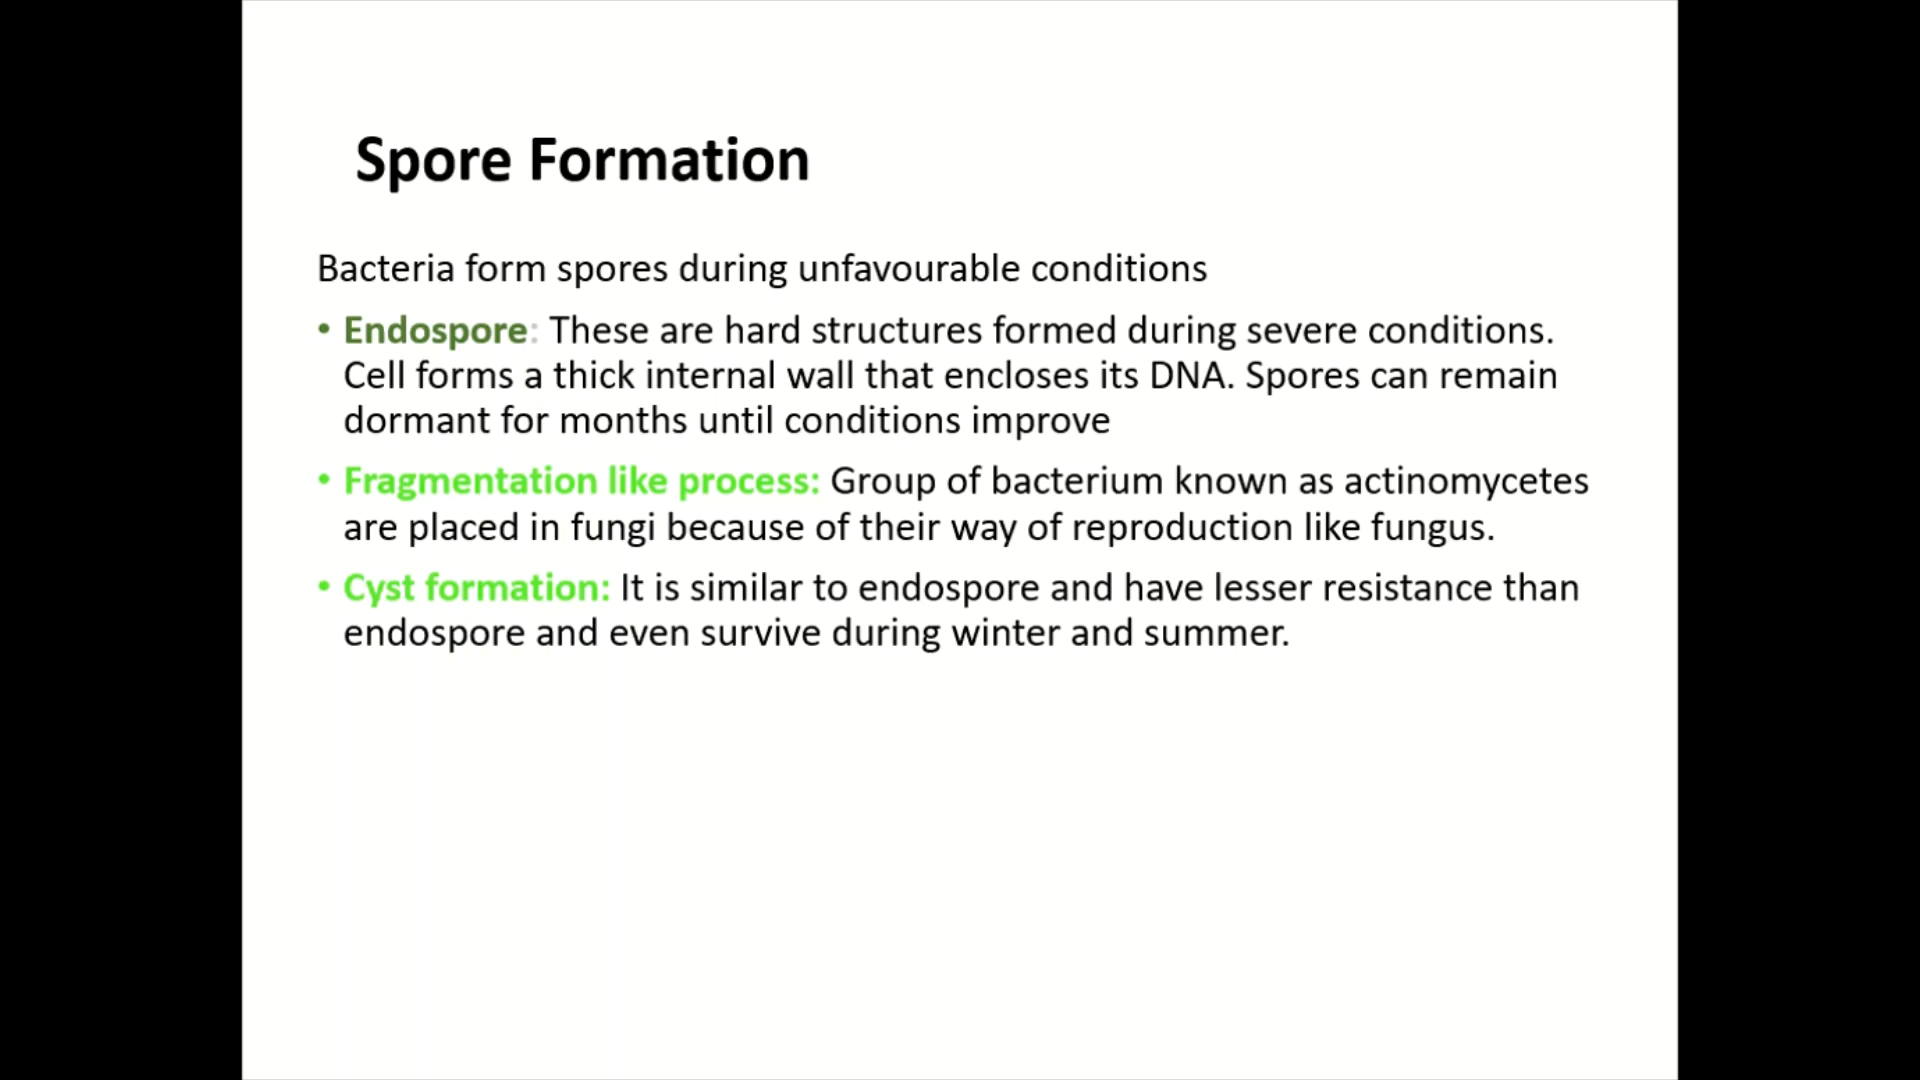 Spore Formation
Bacteria form spores during unfavourable conditions
• Endospore: These are hard structures formed during severe conditions.
Cell forms a thick internal wall that encloses its DNA. Spores can remain
dormant for months until conditions improve
• Fragmentation like process: Group of bacterium known as actinomycetes
are placed in fungi because of their way of reproduction like fungus.
• Cyst formation: It is similar to endospore and have lesser resistance than
endospore and even survive during winter and summer.